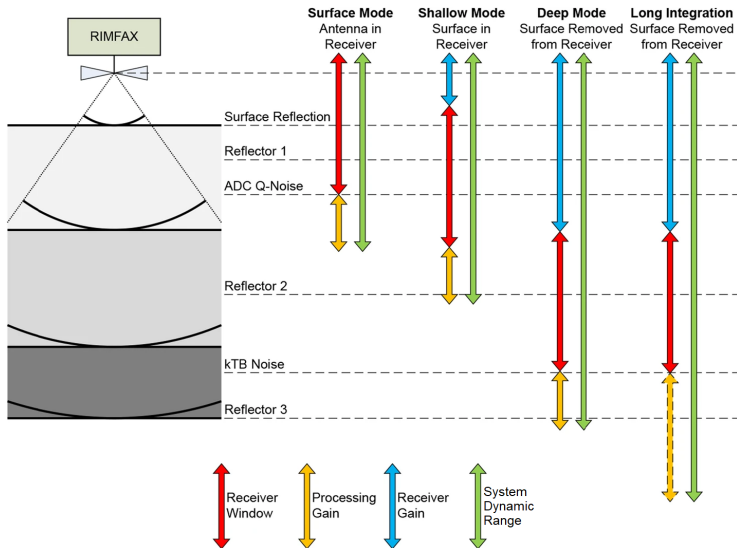 RIMFAX
Surface Mode
Antenna in
Receiver
Shallow Mode
Surface in
Receiver
Deep Mode
Surface Removed
from Receiver
Long Integration
Surface Removed
from Receiver
Surface Reflection
Reflector 1
ADC Q-Noise
Reflector 2
kTB Noise
Reflector 3
Receiver
Window
Processing
Gain
Receiver
Gain
System
Dynamic
Range